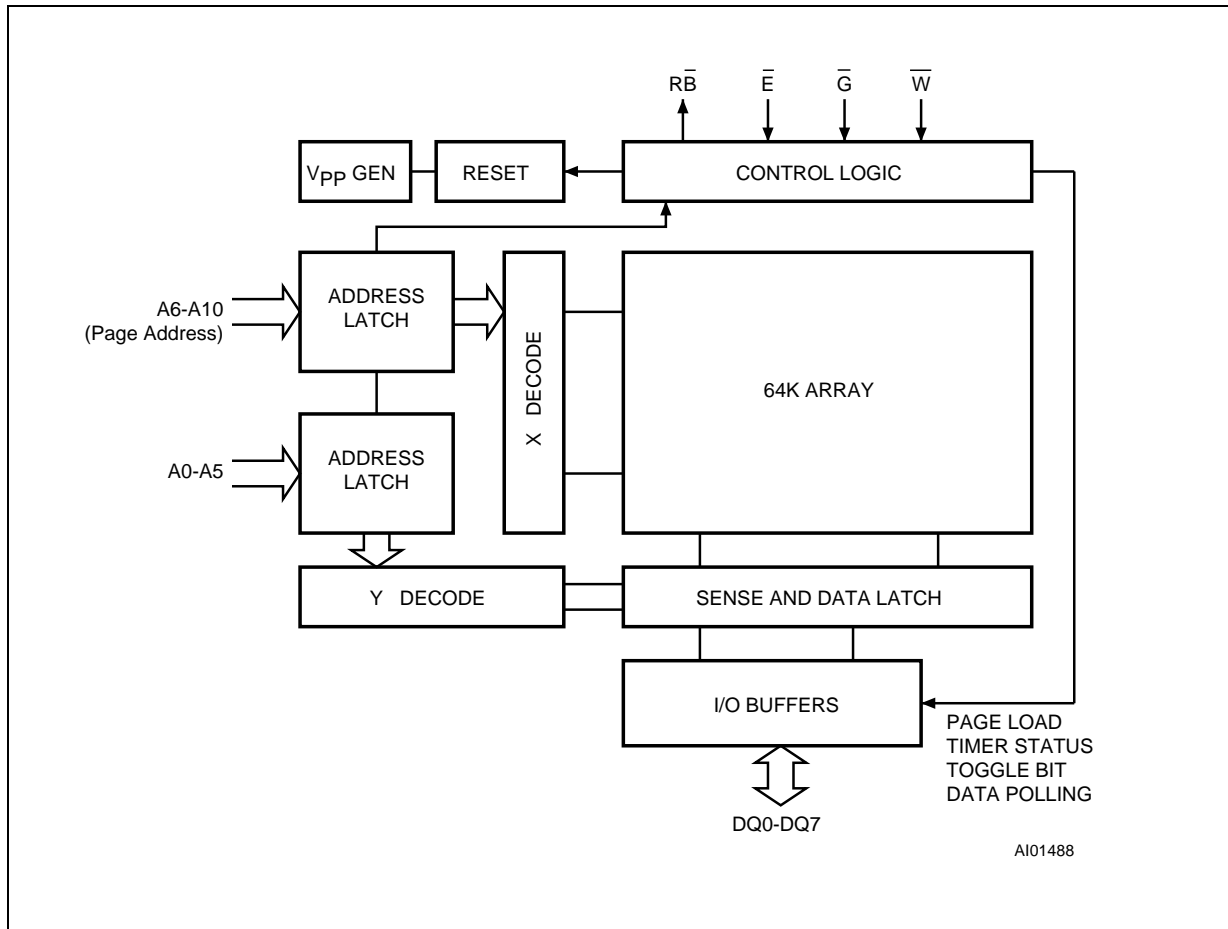 RB̅ E̅ G̅ W̅
VPP GEN
RESET
CONTROL LOGIC
A6-A10
(Page Address)
ADDRESS
LATCH
X DECODE
64K ARRAY
A0-A5
ADDRESS
LATCH
Y DECODE
SENSE AND DATA LATCH
I/O BUFFERS
PAGE LOAD
TIMER STATUS
TOGGLE BIT
DATA POLLING
DQ0-DQ7
AI01488